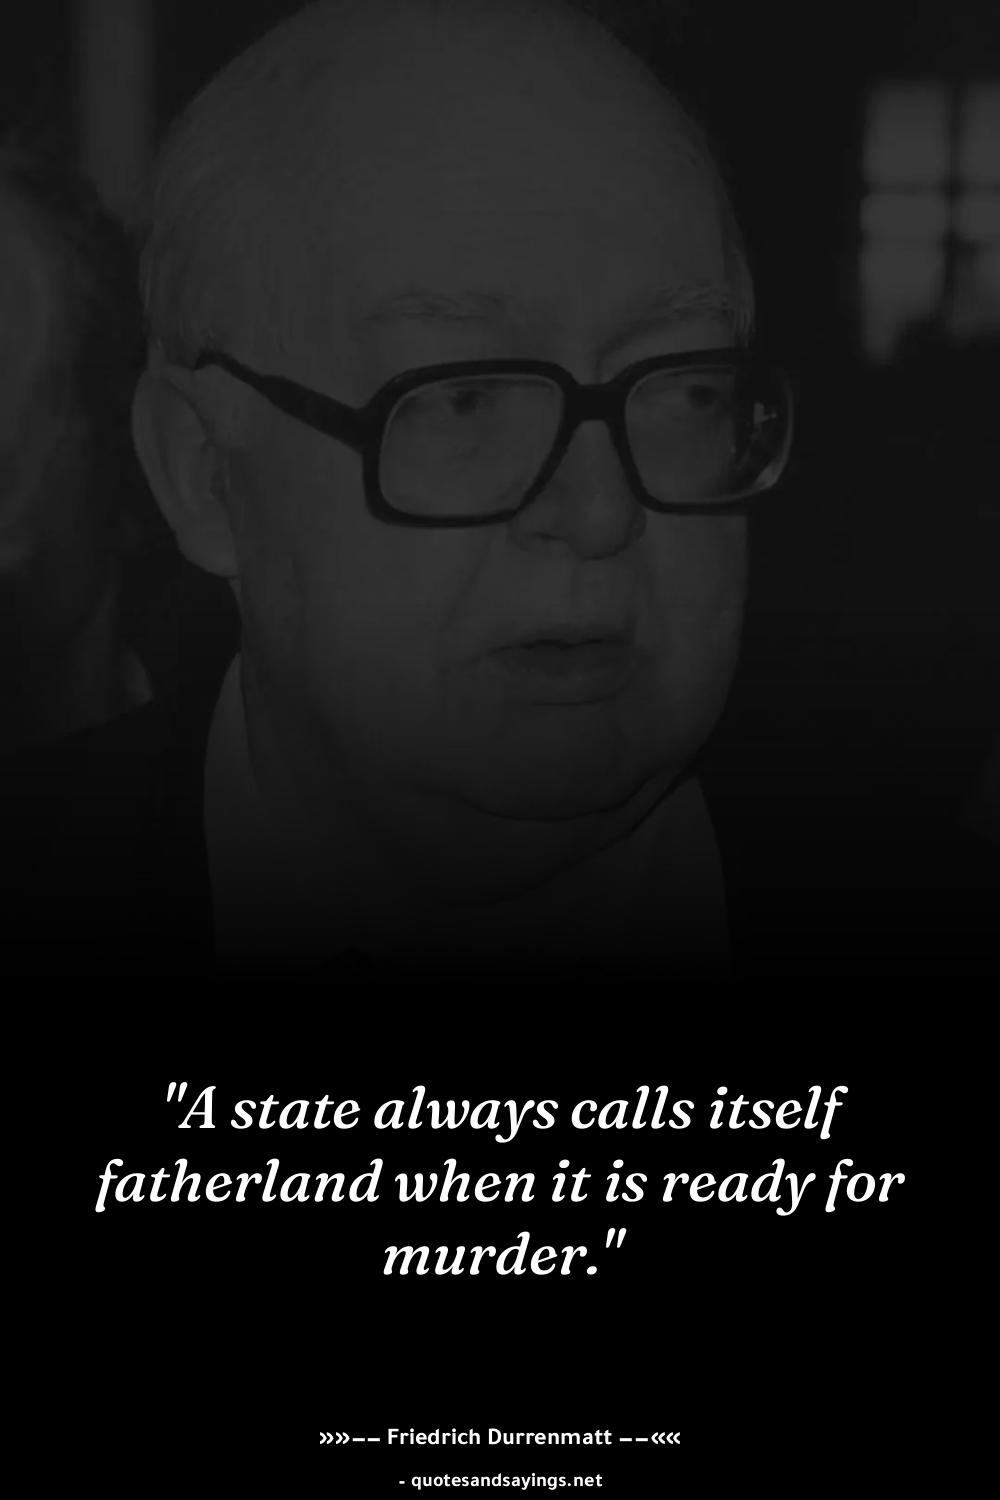 "A state always calls itself
fatherland when it is ready for
murder."
»»−− Friedrich Durrenmatt −−««
- quotesandsayings.net